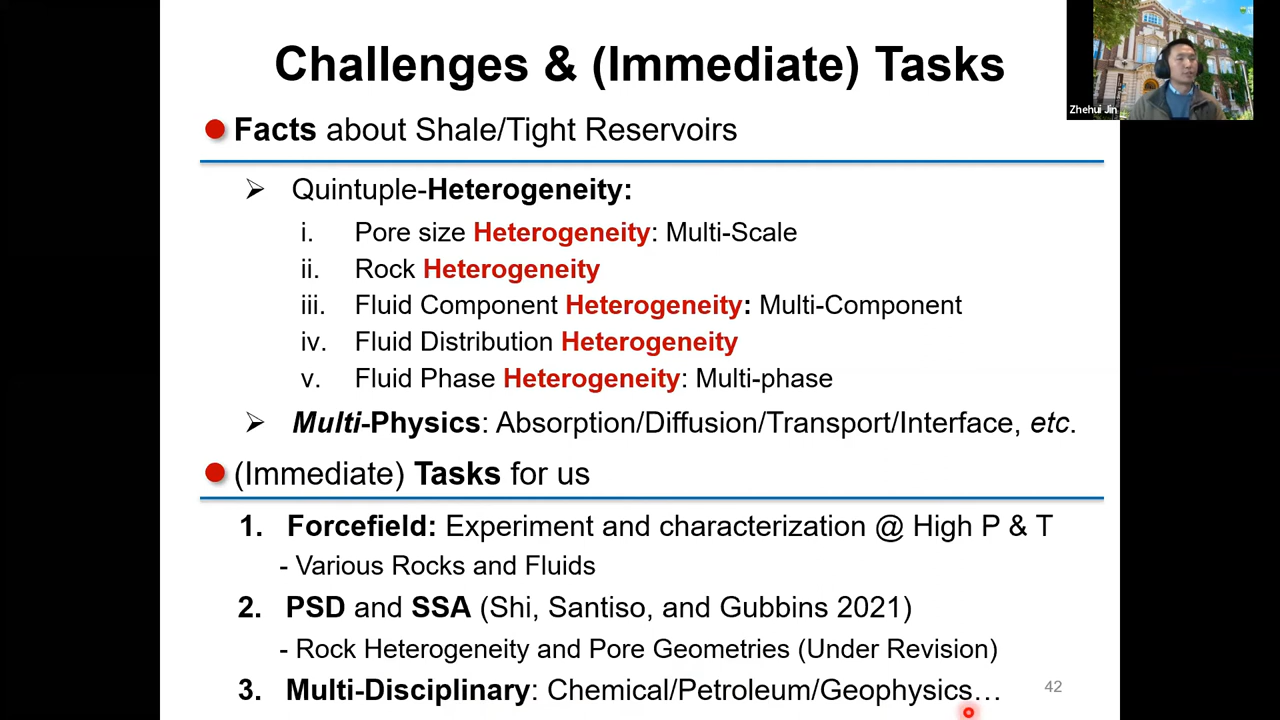 Challenges & (Immediate) Tasks
Zhehui Jin
Facts about Shale/Tight Reservoirs
Quintuple-Heterogeneity:
i. Pore size Heterogeneity: Multi-Scale
ii. Rock Heterogeneity
iii. Fluid Component Heterogeneity: Multi-Component
iv. Fluid Distribution Heterogeneity
v. Fluid Phase Heterogeneity: Multi-phase
Multi-Physics: Absorption/Diffusion/Transport/Interface, etc.
(Immediate) Tasks for us
1. Forcefield: Experiment and characterization @ High P & T
- Various Rocks and Fluids
2. PSD and SSA (Shi, Santiso, and Gubbins 2021)
- Rock Heterogeneity and Pore Geometries (Under Revision)
3. Multi-Disciplinary: Chemical/Petroleum/Geophysics…
42